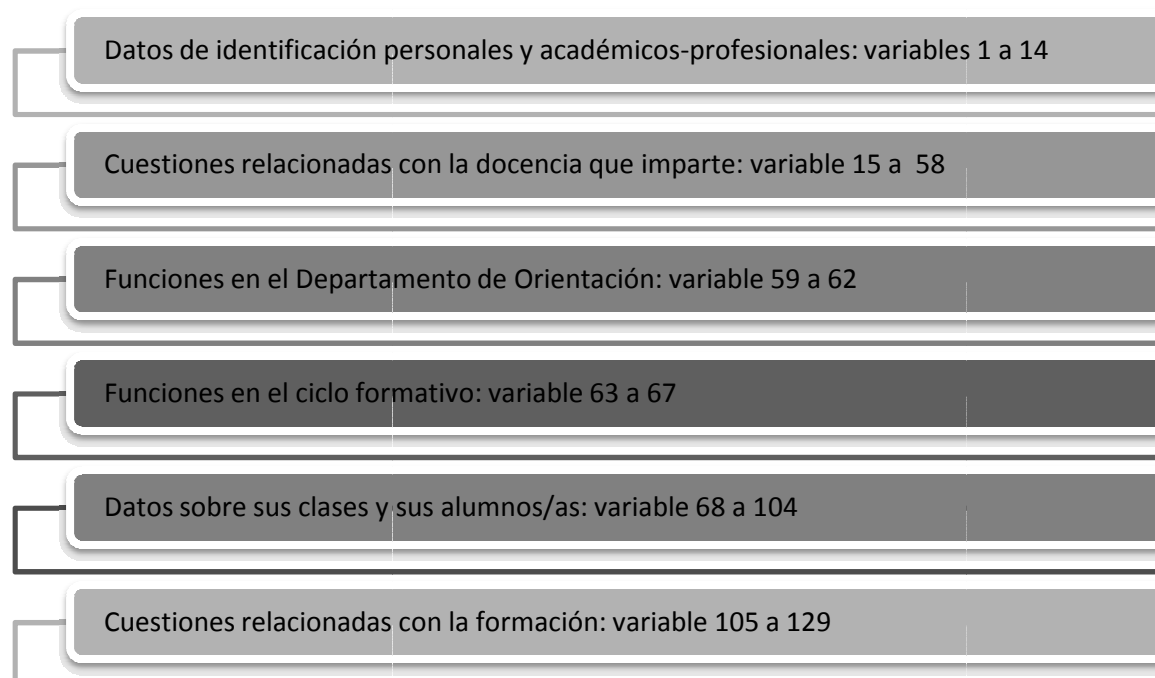 Datos de identificación personales y académicos-profesionales: variables 1 a 14
Cuestiones relacionadas con la docencia que imparte: variable 15 a 58
Funciones en el Departamento de Orientación: variable 59 a 62
Funciones en el ciclo formativo: variable 63 a 67
Datos sobre sus clases y sus alumnos/as: variable 68 a 104
Cuestiones relacionadas con la formación: variable 105 a 129